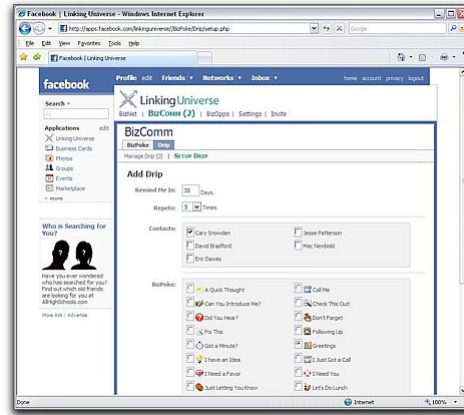 Facebook | Linking Universe - Windows Internet Explorer
http://apps.facebook.com/linkinguniverse/BizPoke/Drip/setup.php
Google
File Edit View Favorites Tools Help
Facebook | Linking Universe
facebook
Profile edit Friends Networks Inbox
home account privacy logout
Search
Applications edit
Linking Universe
Business Cards
Photos
Groups
Events
Marketplace
more
Who is Searching for You?
Have you ever wondered who has searched for you? Find out which old friends are looking for you at AllHighSchools.com
More Ads | Advertise
LinkingUniverse
BizNet | BizComm (2) | BizOpps | Settings | Invite
BizComm
BizPoke Drip
Manage Drip (3) | Setup Drip
Add Drip
Remind Me In: 30 Days.
Repete: 5 Times.
Contacts:
Cary Snowden Jesse Patterson
David Bradford Mac Newbold
Eric Dawes
BizPoke:
A Quick Thought Call Me
Can You Introduce Me? Check This Out!
Did You Hear? Don't Forget
Fix This Following Up
Got a Minute? Greetings
I have an Idea I Just Got a Call
I Need a Favor I Need You
Just Letting You Know Let's Do Lunch
Done Internet 100%